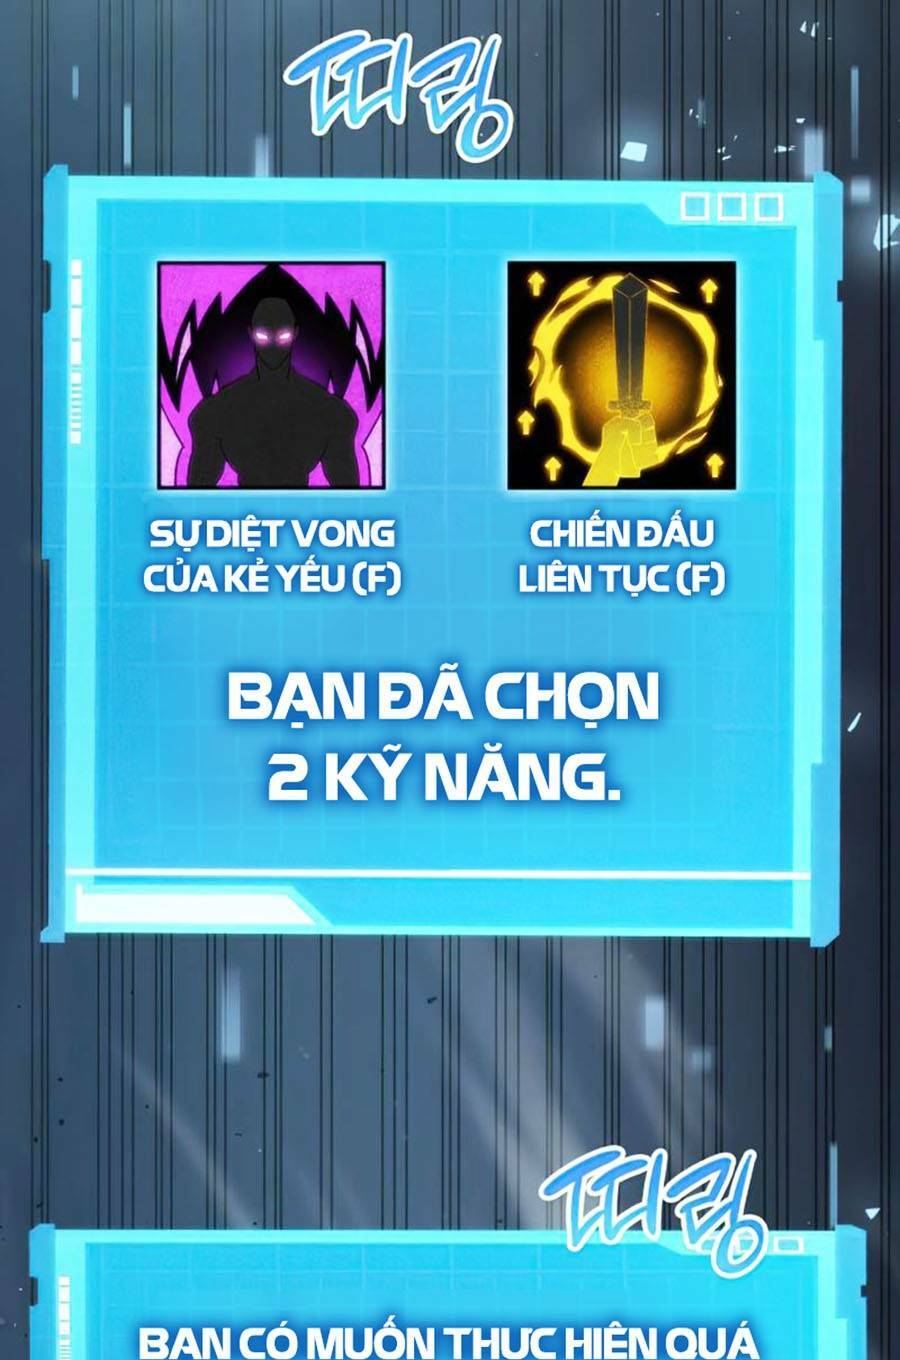 띠링
SỰ DIỆT VONG
CỦA KẺ YẾU (F)
CHIẾN ĐẤU
LIÊN TỤC (F)
BẠN ĐÃ CHỌN
2 KỸ NĂNG.
띠링
BẠN CÓ MUỐN THỰC HIỆN QUÁ